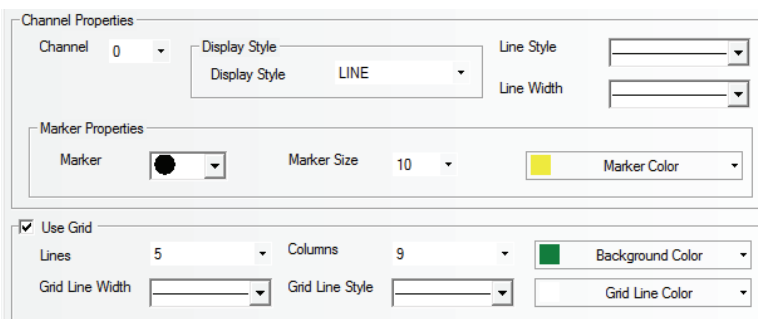 Channel Properties
Channel 0 Display Style Line Style
Display Style LINE
Line Width
Marker Properties
Marker Marker Size 10 Marker Color
Use Grid
Lines 5 Columns 9 Background Color
Grid Line Width Grid Line Style Grid Line Color